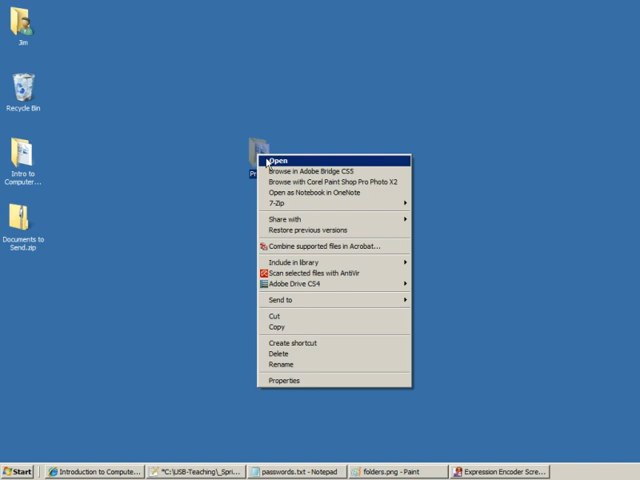 Jim
Recycle Bin
Intro to
Computer...
Documents to
Send.zip
Open
Browse in Adobe Bridge CS5
Browse with Corel Paint Shop Pro Photo X2
Open as Notebook in OneNote
7-Zip
Share with
Restore previous versions
Combine supported files in Acrobat...
Include in library
Scan selected files with AntiVir
Adobe Drive CS4
Send to
Cut
Copy
Create shortcut
Delete
Rename
Properties
Start
Introduction to Compute...
*C:\USB-Teaching\_Spri...
passwords.txt - Notepad
folders.png - Paint
Expression Encoder Scre...